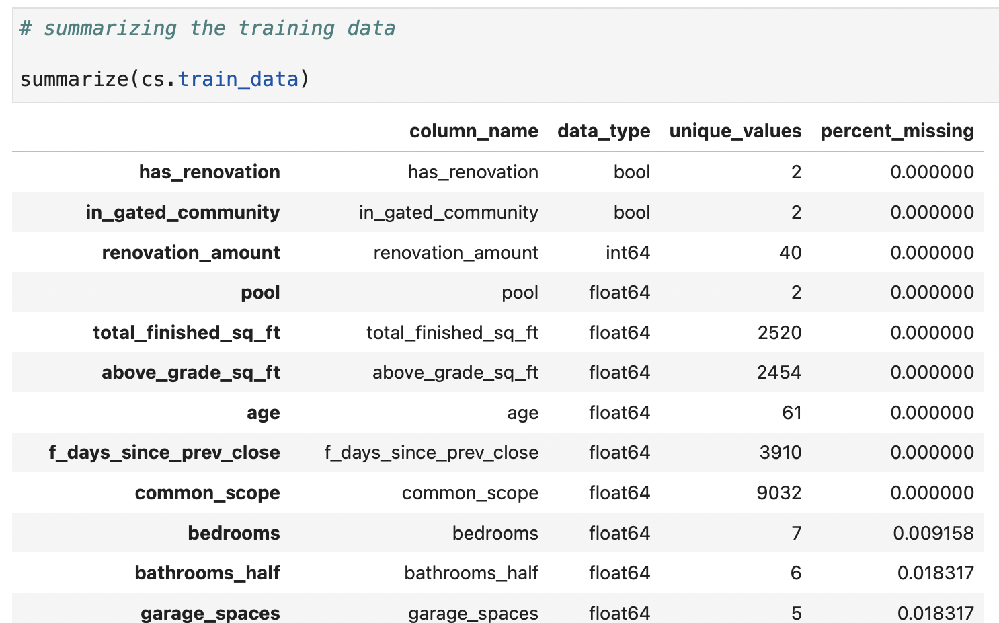 # summarizing the training data
summarize(cs.train_data)
column_name data_type unique_values percent_missing
has_renovation has_renovation bool 2 0.000000
in_gated_community in_gated_community bool 2 0.000000
renovation_amount renovation_amount int64 40 0.000000
pool pool float64 2 0.000000
total_finished_sq_ft total_finished_sq_ft float64 2520 0.000000
above_grade_sq_ft above_grade_sq_ft float64 2454 0.000000
age age float64 61 0.000000
f_days_since_prev_close f_days_since_prev_close float64 3910 0.000000
common_scope common_scope float64 9032 0.000000
bedrooms bedrooms float64 7 0.009158
bathrooms_half bathrooms_half float64 6 0.018317
garage_spaces garage_spaces float64 5 0.018317